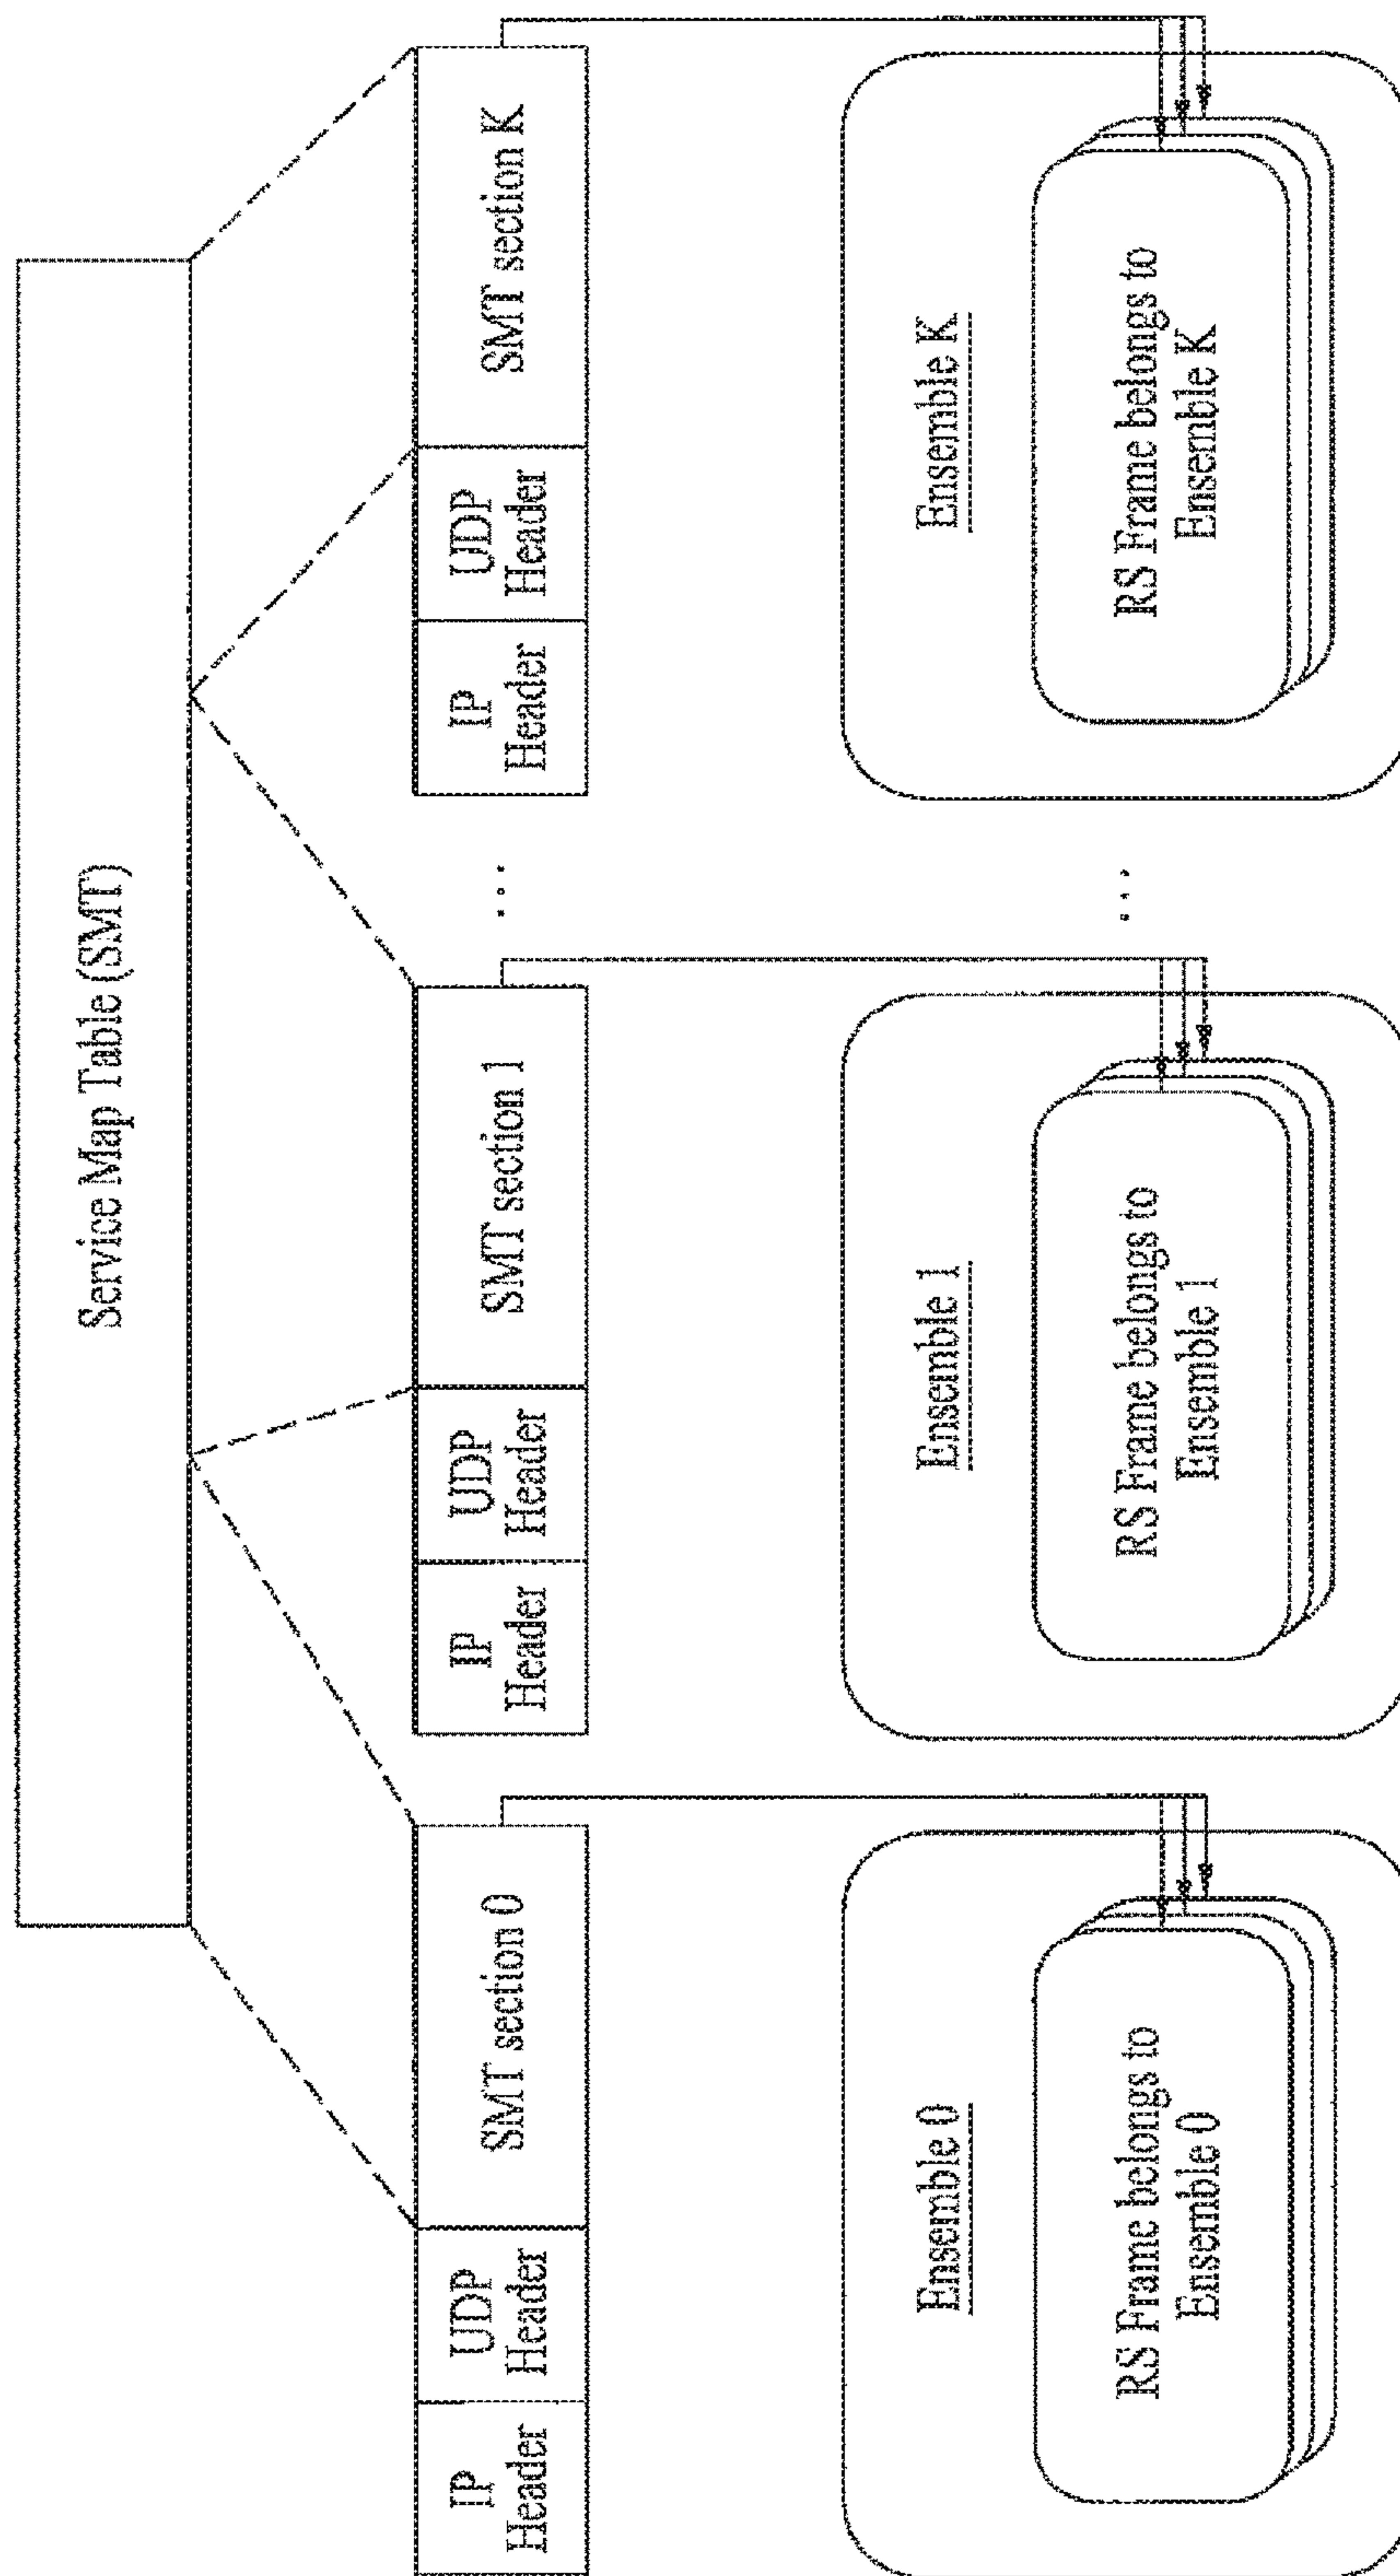 Service Map Table (SMT)
IP
Header
UDP
Header
SMT section 0
IP
Header
UDP
Header
SMT section 1
...
IP
Header
UDP
Header
SMT section K
Ensemble 0
RS Frame belongs to
Ensemble 0
Ensemble 1
RS Frame belongs to
Ensemble 1
...
Ensemble K
RS Frame belongs to
Ensemble K